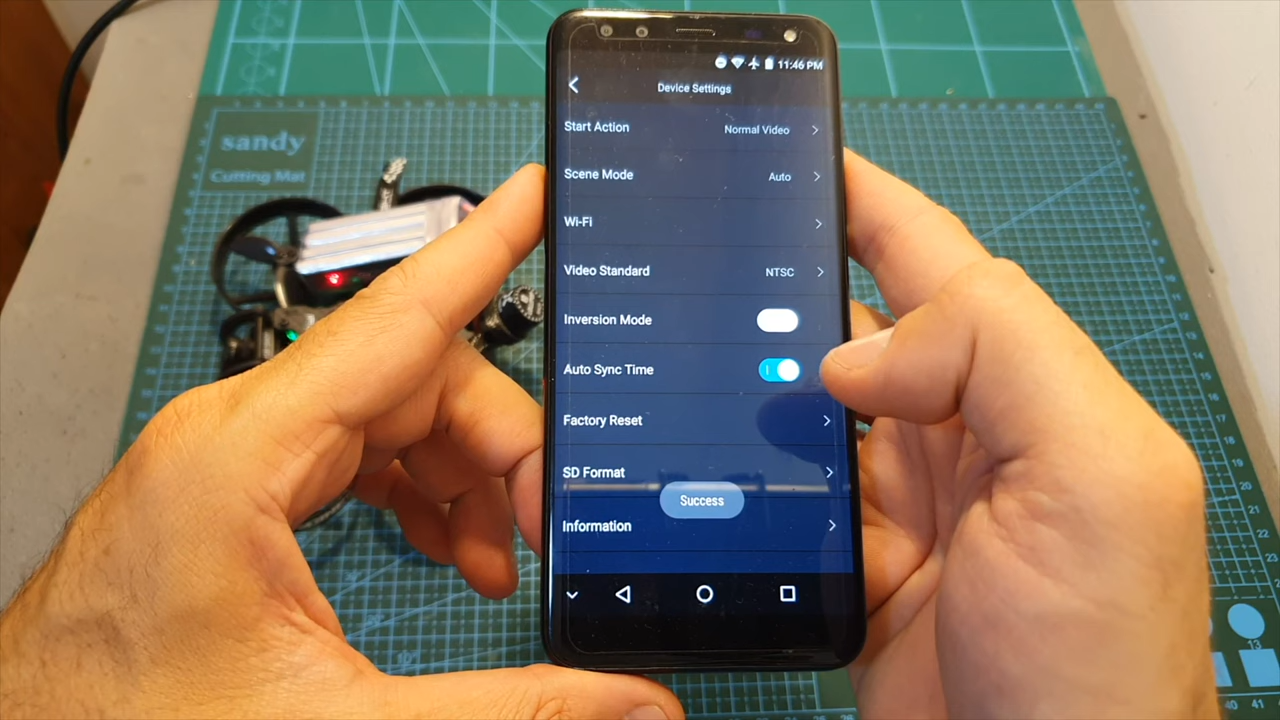 sandy
Cutting Mat
11:46 PM
Device Settings
Start Action Normal Video
Scene Mode Auto
Wi-Fi
Video Standard NTSC
Inversion Mode
Auto Sync Time
Factory Reset
SD Format
Success
Information